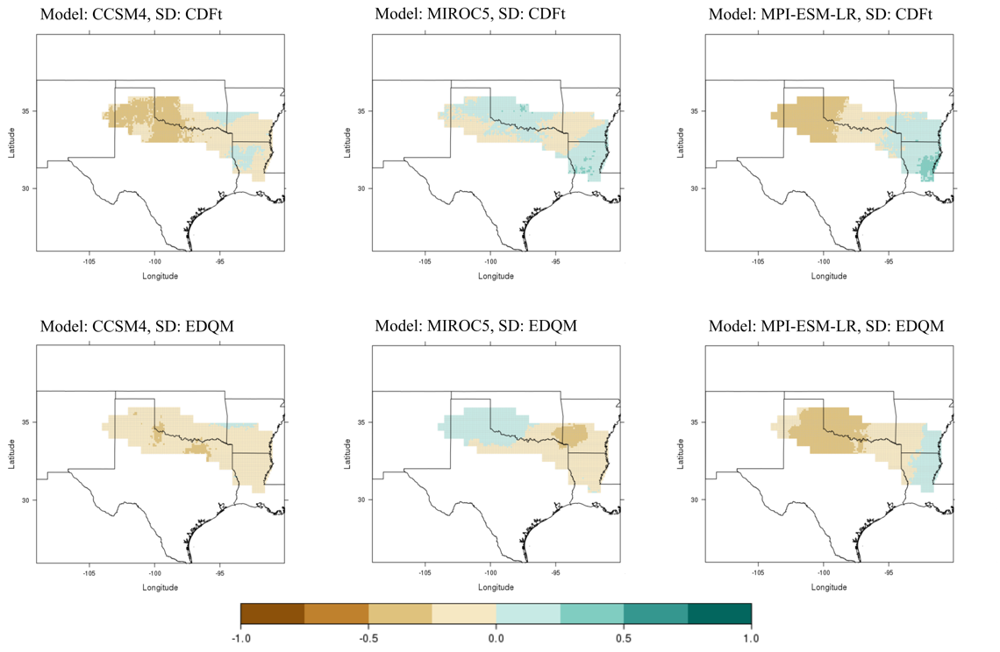 Model: CCSM4, SD: CDFt
Model: MIROC5, SD: CDFt
Model: MPI-ESM-LR, SD: CDFt
Latitude
35
30
-105
-100
-95
Longitude
Latitude
35
30
-105
-100
-95
Longitude
Latitude
35
30
-105
-100
-95
Longitude
Model: CCSM4, SD: EDQM
Model: MIROC5, SD: EDQM
Model: MPI-ESM-LR, SD: EDQM
Latitude
35
30
-105
-100
-95
Longitude
Latitude
35
30
-105
-100
-95
Longitude
Latitude
35
30
-105
-100
-95
Longitude
-1.0 -0.5 0.0 0.5 1.0